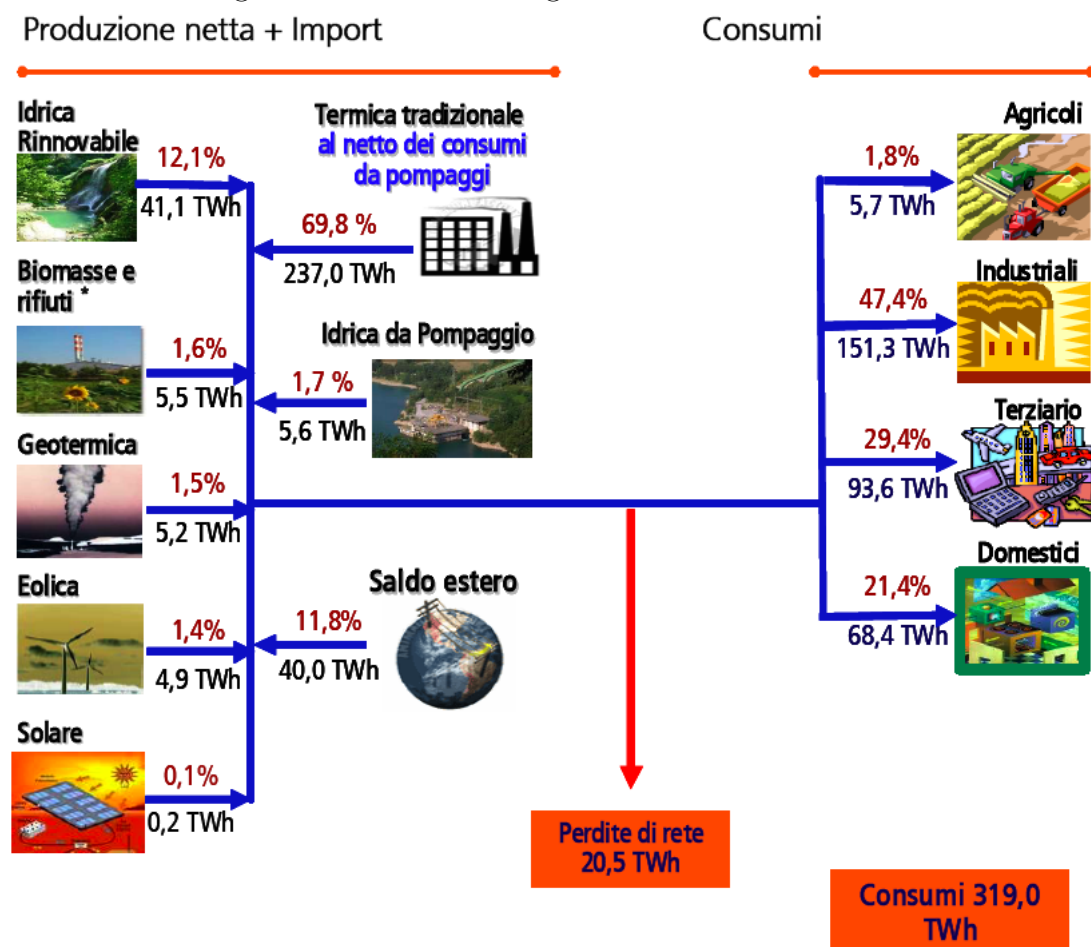 Produzione netta + Import
Consumi
Idrica
Rinnovabile
12,1%
41,1 TWh
Termica tradizionale
al netto dei consumi
da pompaggi
69,8 %
237,0 TWh
Biomasse e
rifiuti *
1,6%
5,5 TWh
Idrica da Pompaggio
1,7 %
5,6 TWh
Geotermica
1,5%
5,2 TWh
Eolica
1,4%
4,9 TWh
Saldo estero
11,8%
40,0 TWh
Solare
0,1%
0,2 TWh
Agricoli
1,8%
5,7 TWh
Industriali
47,4%
151,3 TWh
Terziario
29,4%
93,6 TWh
Domestici
21,4%
68,4 TWh
Perdite di rete
20,5 TWh
Consumi 319,0
TWh